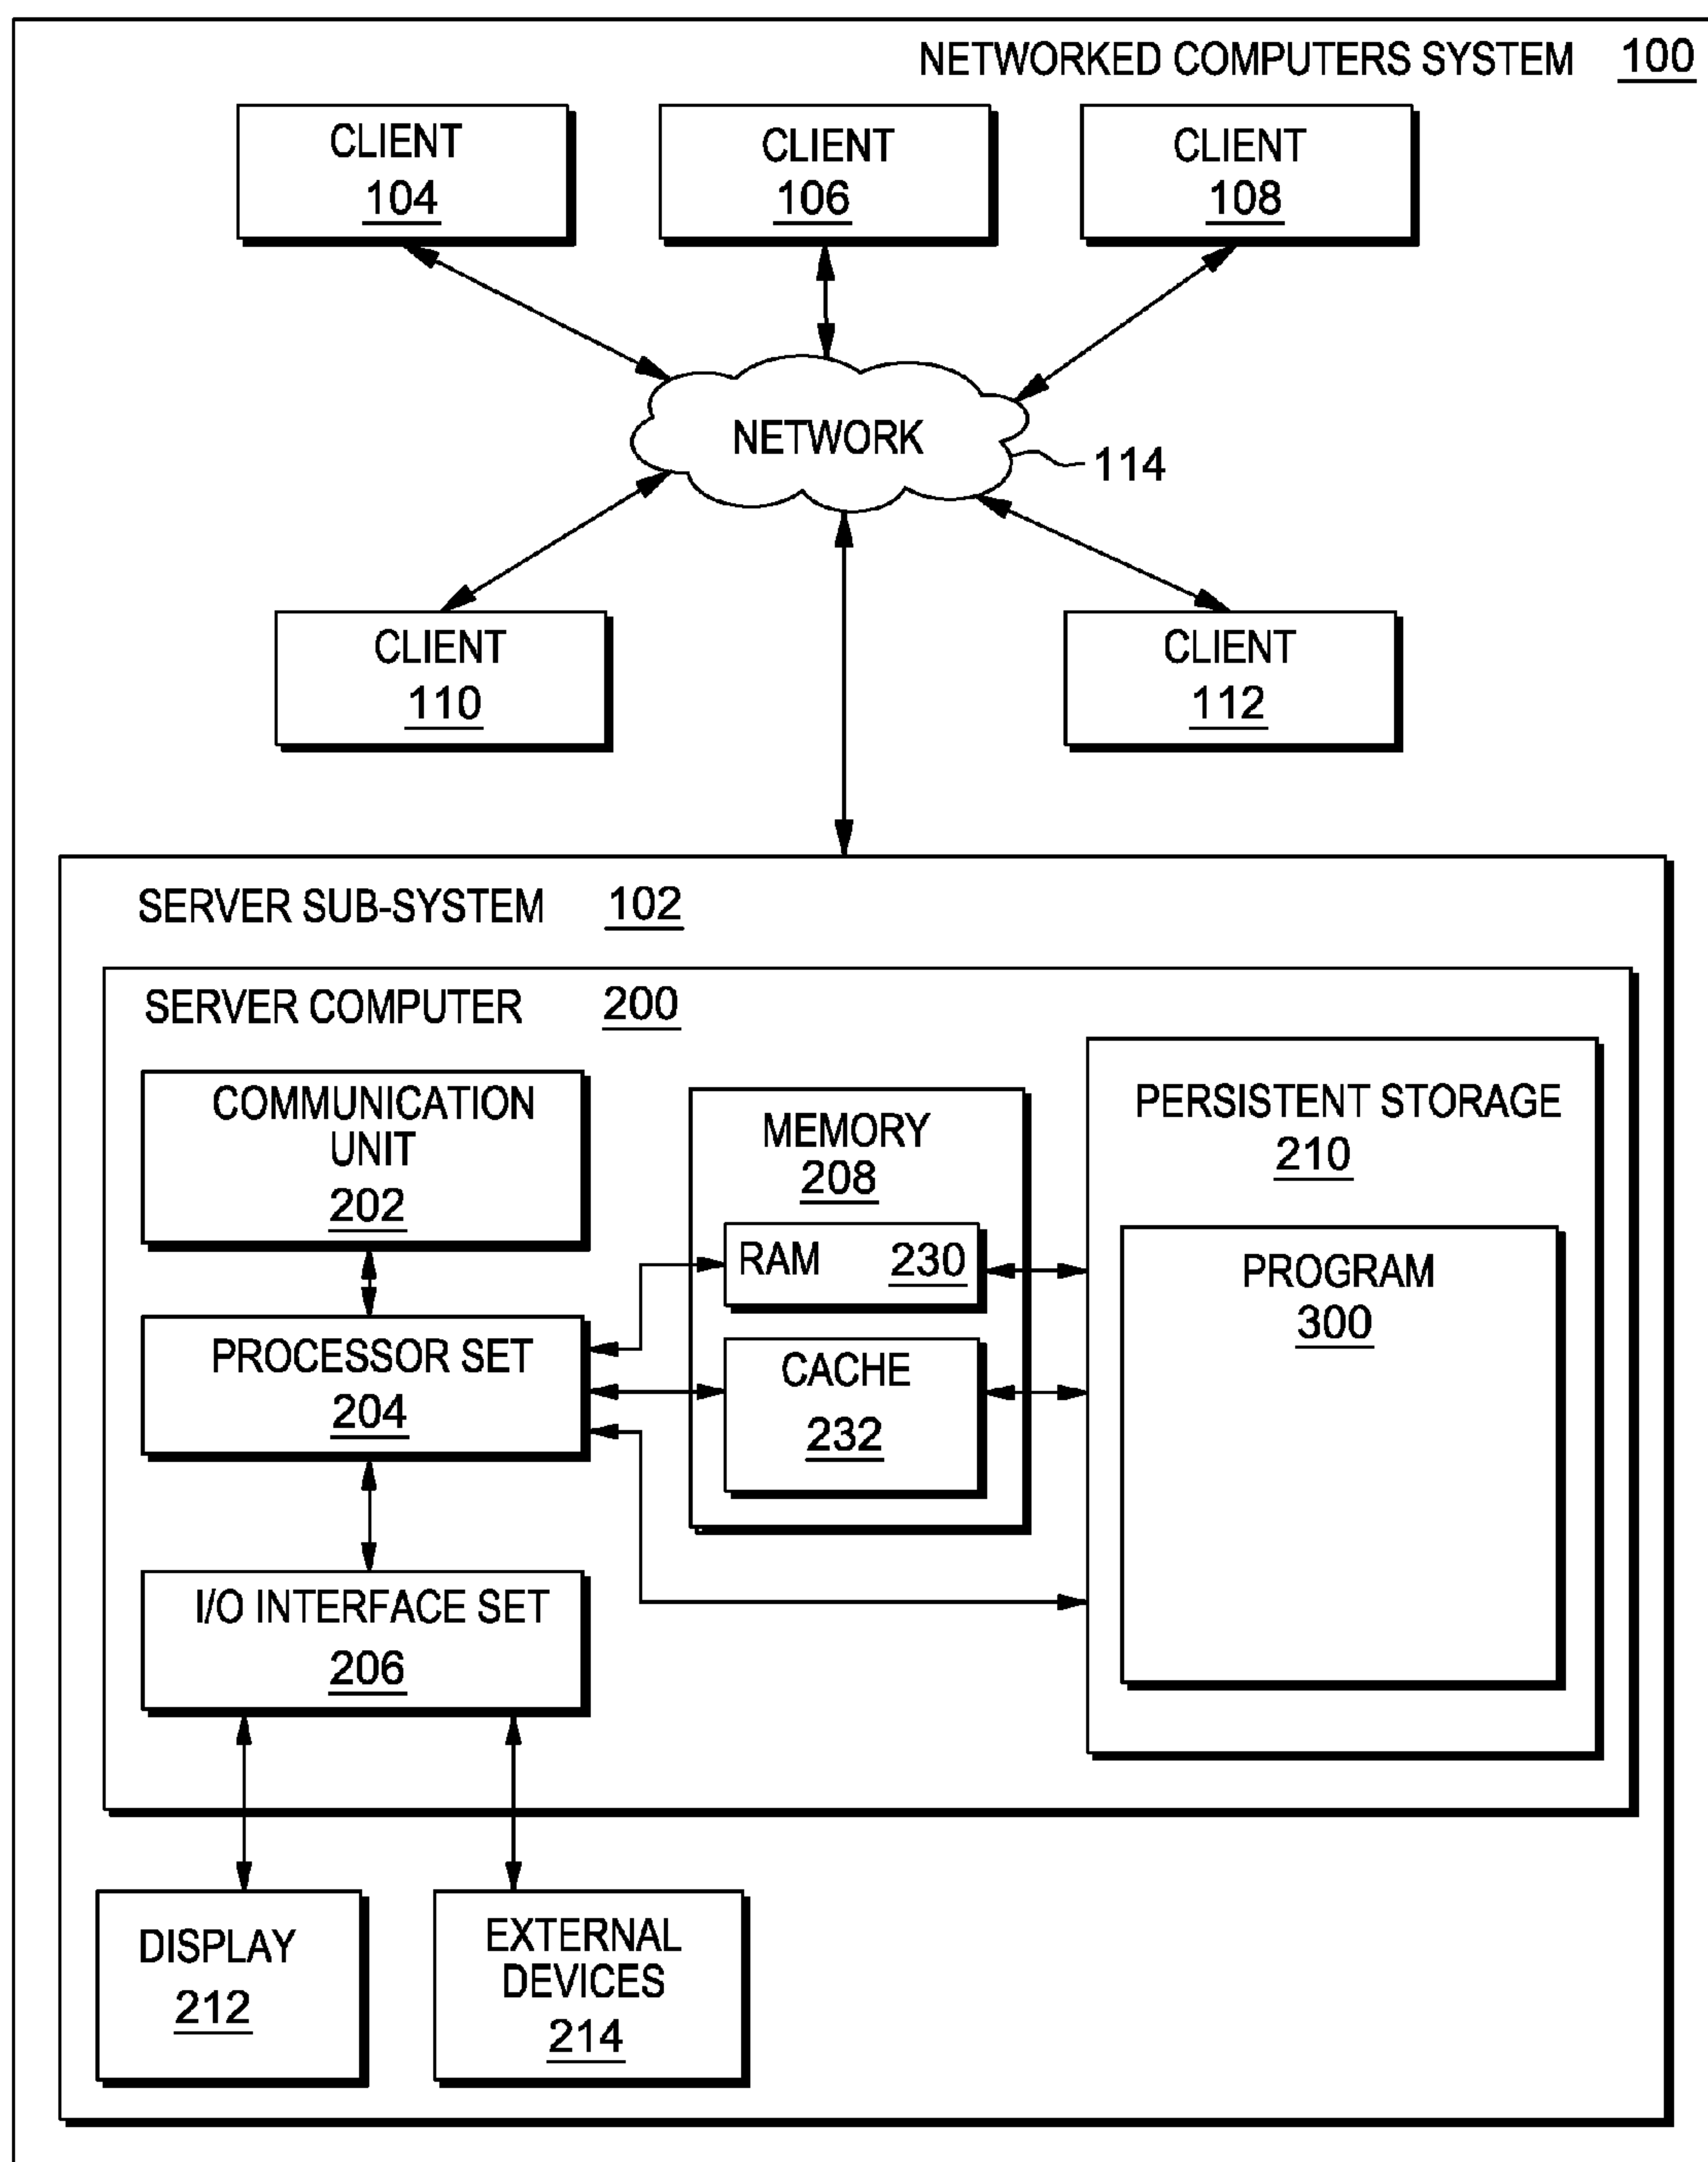 NETWORKED COMPUTERS SYSTEM 100
CLIENT
104
CLIENT
106
CLIENT
108
NETWORK
114
CLIENT
110
CLIENT
112
SERVER SUB-SYSTEM 102
SERVER COMPUTER 200
COMMUNICATION
UNIT
202
PROCESSOR SET
204
I/O INTERFACE SET
206
MEMORY
208
RAM 230
CACHE
232
PERSISTENT STORAGE
210
PROGRAM
300
DISPLAY
212
EXTERNAL
DEVICES
214